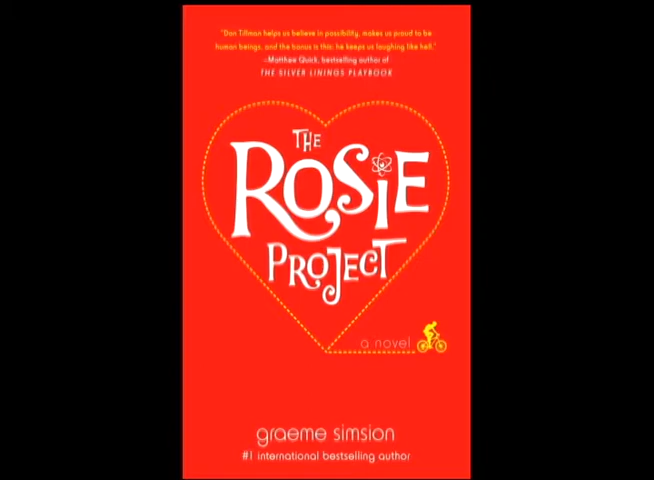 "Don Tillman helps us believe in possibility, makes us proud to be
human beings, and the bonus is this: he keeps us laughing like hell."
—Matthew Quick, bestselling author of
THE SILVER LININGS PLAYBOOK
THE
ROSIE
PROJECT
a novel
graeme simsion
#1 international bestselling author